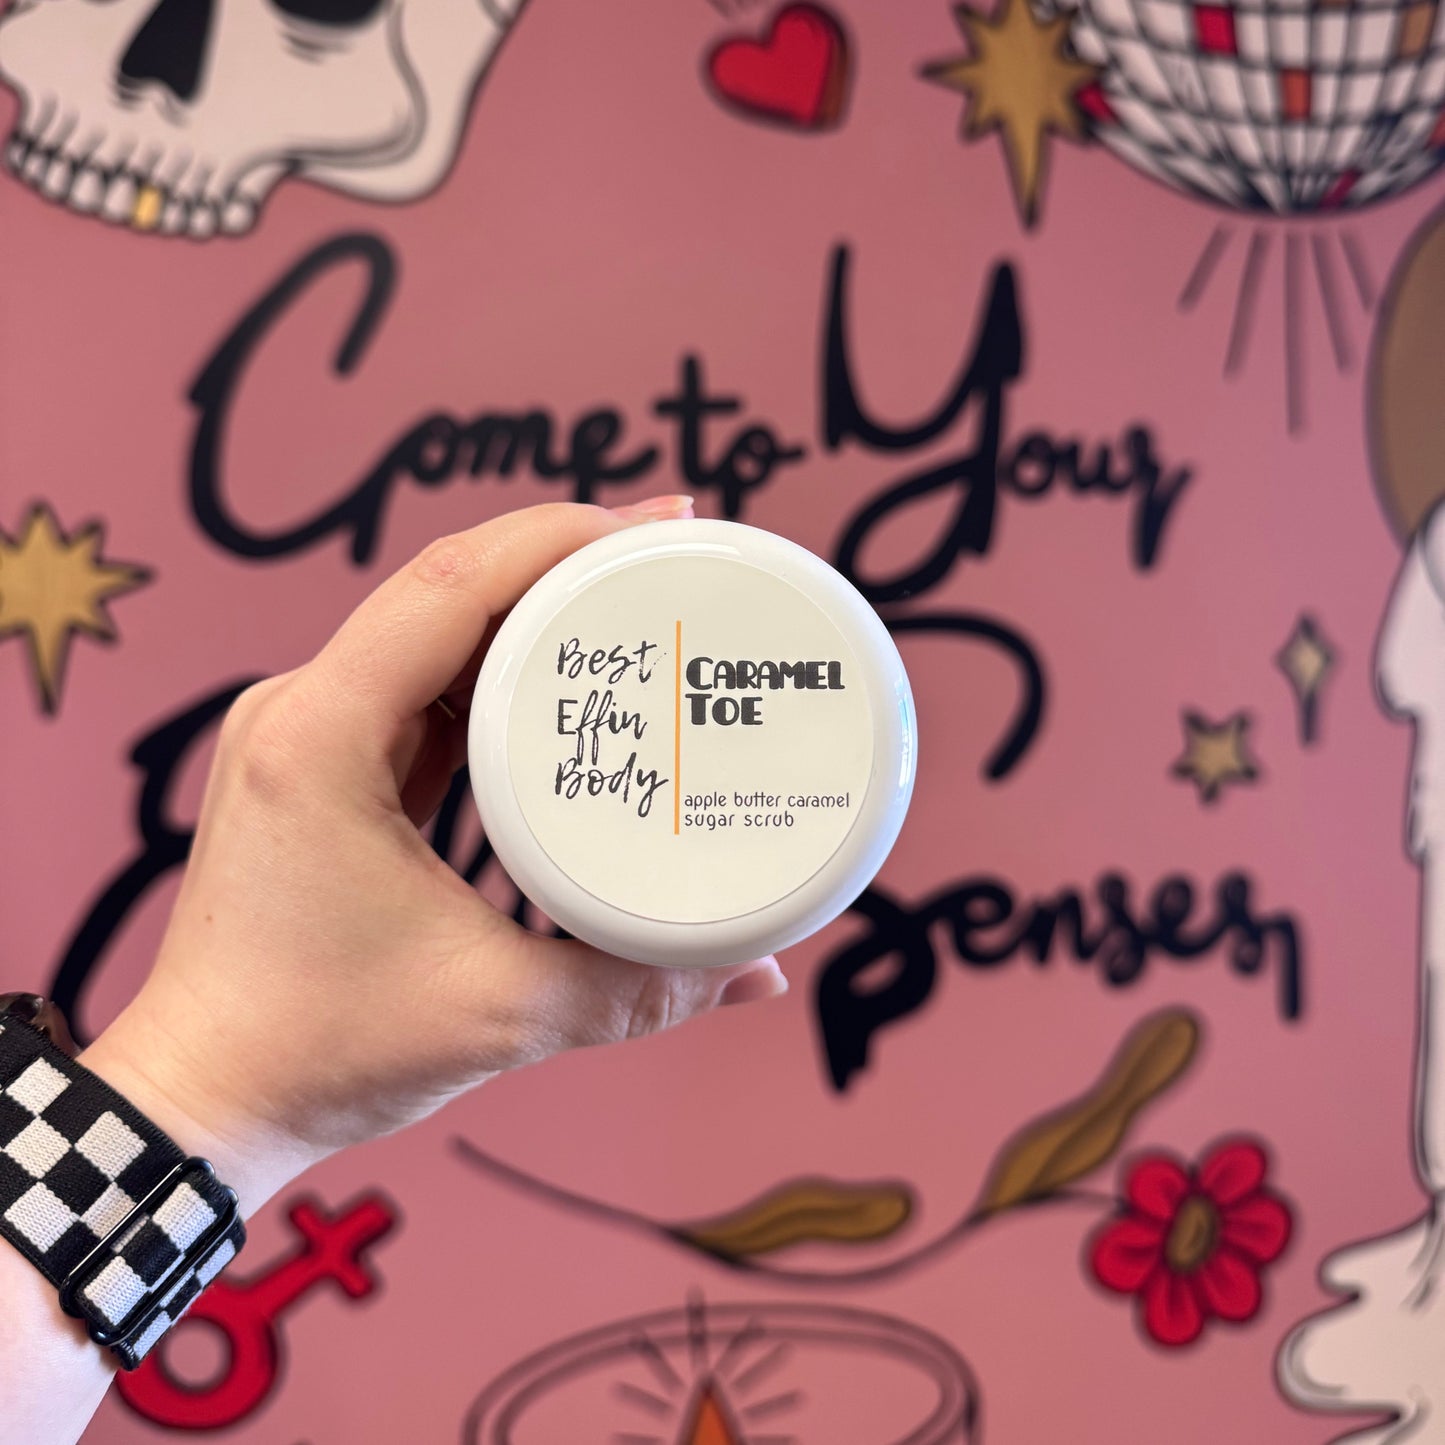 Come to Your
Senses,
Best
Effin
Body
CARAMEL
TOE
apple butter caramel
sugar scrub